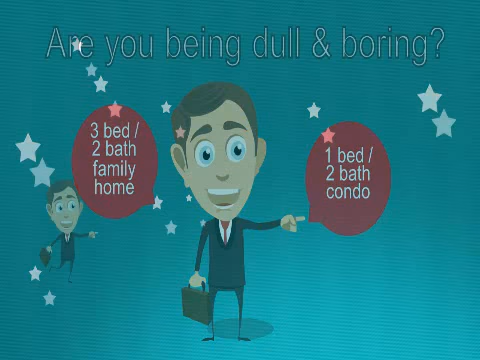 Are you being dull & boring?
3 bed /
2 bath
family
home
1 bed /
2 bath
condo